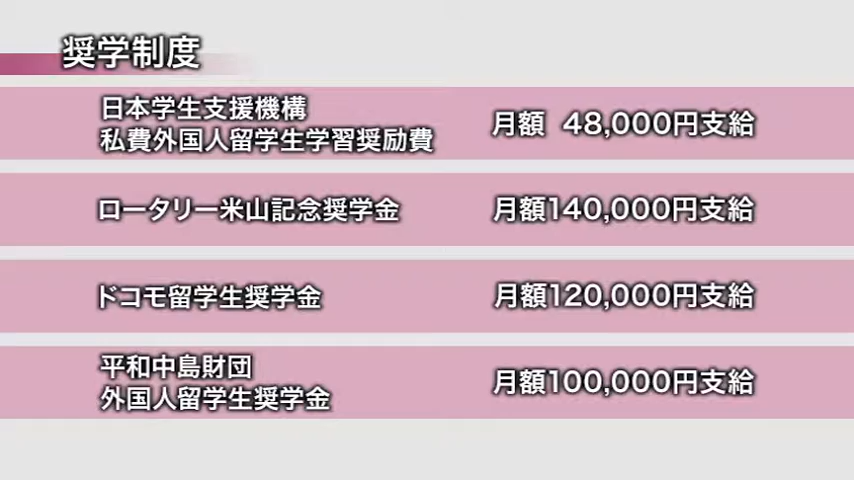 奨学制度
日本学生支援機構
私費外国人留学生学習奨励費
月額 48,000円支給
ロータリー米山記念奨学金
月額140,000円支給
ドコモ留学生奨学金
月額120,000円支給
平和中島財団
外国人留学生奨学金
月額100,000円支給